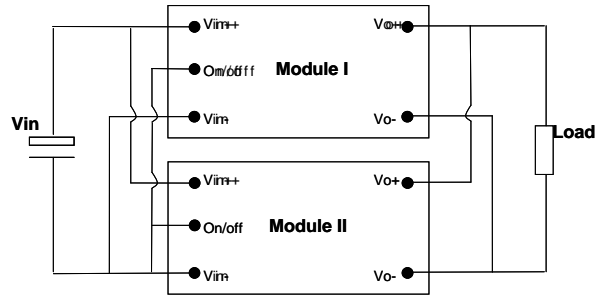 Vin+ Vo+
On/off Module I
Vin
Vin- Vo-
Load
Vin+ Vo+
On/off Module II
Vin- Vo-